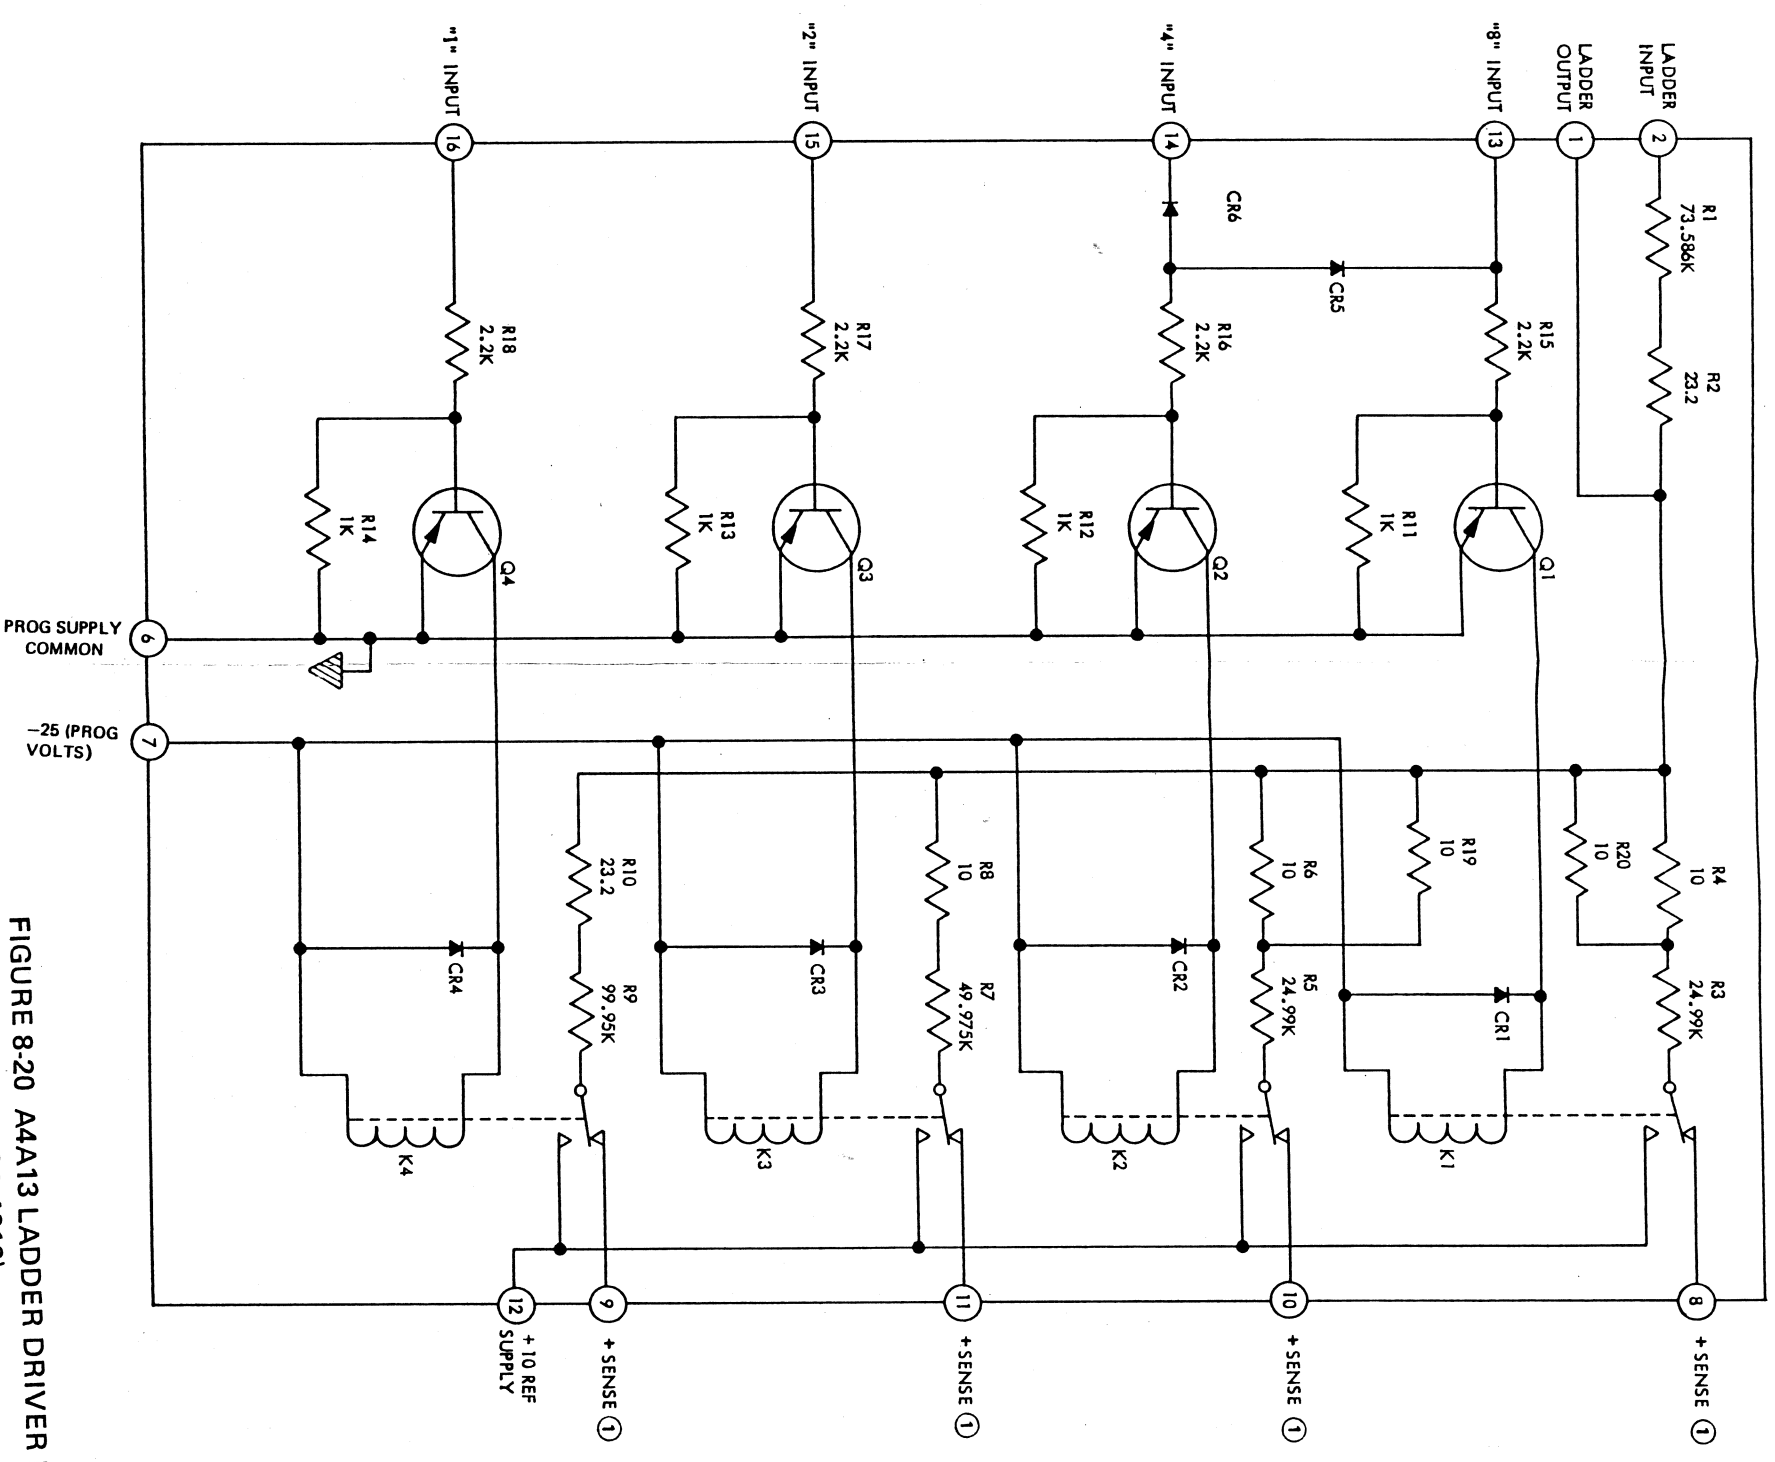 "1" INPUT
"2" INPUT
"4" INPUT
"8" INPUT
LADDER
OUTPUT
LADDER
INPUT
16
15
14
13
1
2
CR6
CR5
R1
73.586K
R2
23.2
R18
2.2K
R17
2.2K
R16
2.2K
R15
2.2K
R14
1K
R13
1K
R12
1K
R11
1K
Q4
Q3
Q2
Q1
PROG SUPPLY
COMMON
6
-25 (PROG
VOLTS)
7
R10
23.2
R8
10
R6
10
R19
10
R20
10
R4
10
CR4
CR3
CR2
CR1
R9
99.95K
R7
49.975K
R5
24.99K
R3
24.99K
K4
K3
K2
K1
12
9
11
10
8
+ 10 REF
SUPPLY
+ SENSE 1
+ SENSE 1
+ SENSE 1
+ SENSE 1
FIGURE 8-20 A4A13 LADDER DRIVER